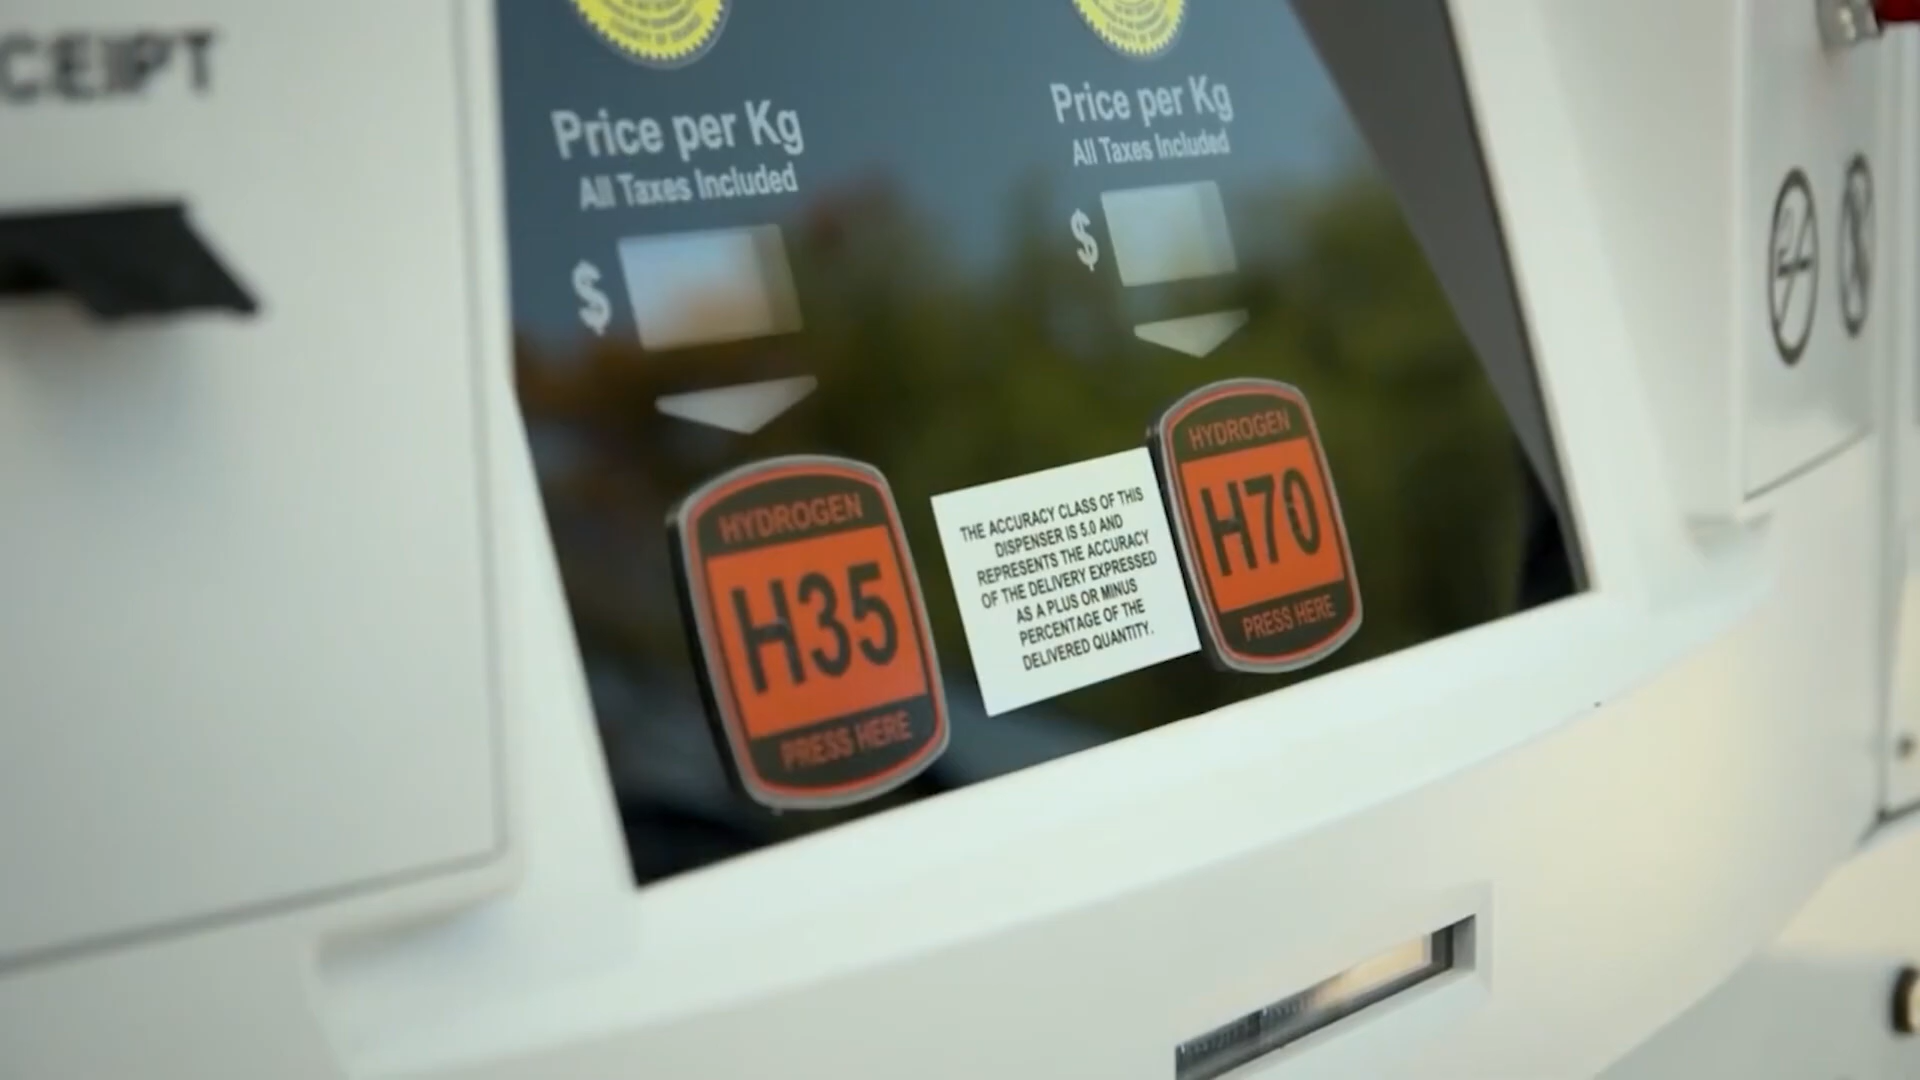 CEIPT
Price per Kg
All Taxes Included
$
Price per Kg
All Taxes Included
$
HYDROGEN
H35
PRESS HERE
THE ACCURACY CLASS OF THIS
DISPENSER IS 5.0 AND
REPRESENTS THE ACCURACY
OF THE DELIVERY EXPRESSED
AS A PLUS OR MINUS
PERCENTAGE OF THE
DELIVERED QUANTITY.
HYDROGEN
H70
PRESS HERE